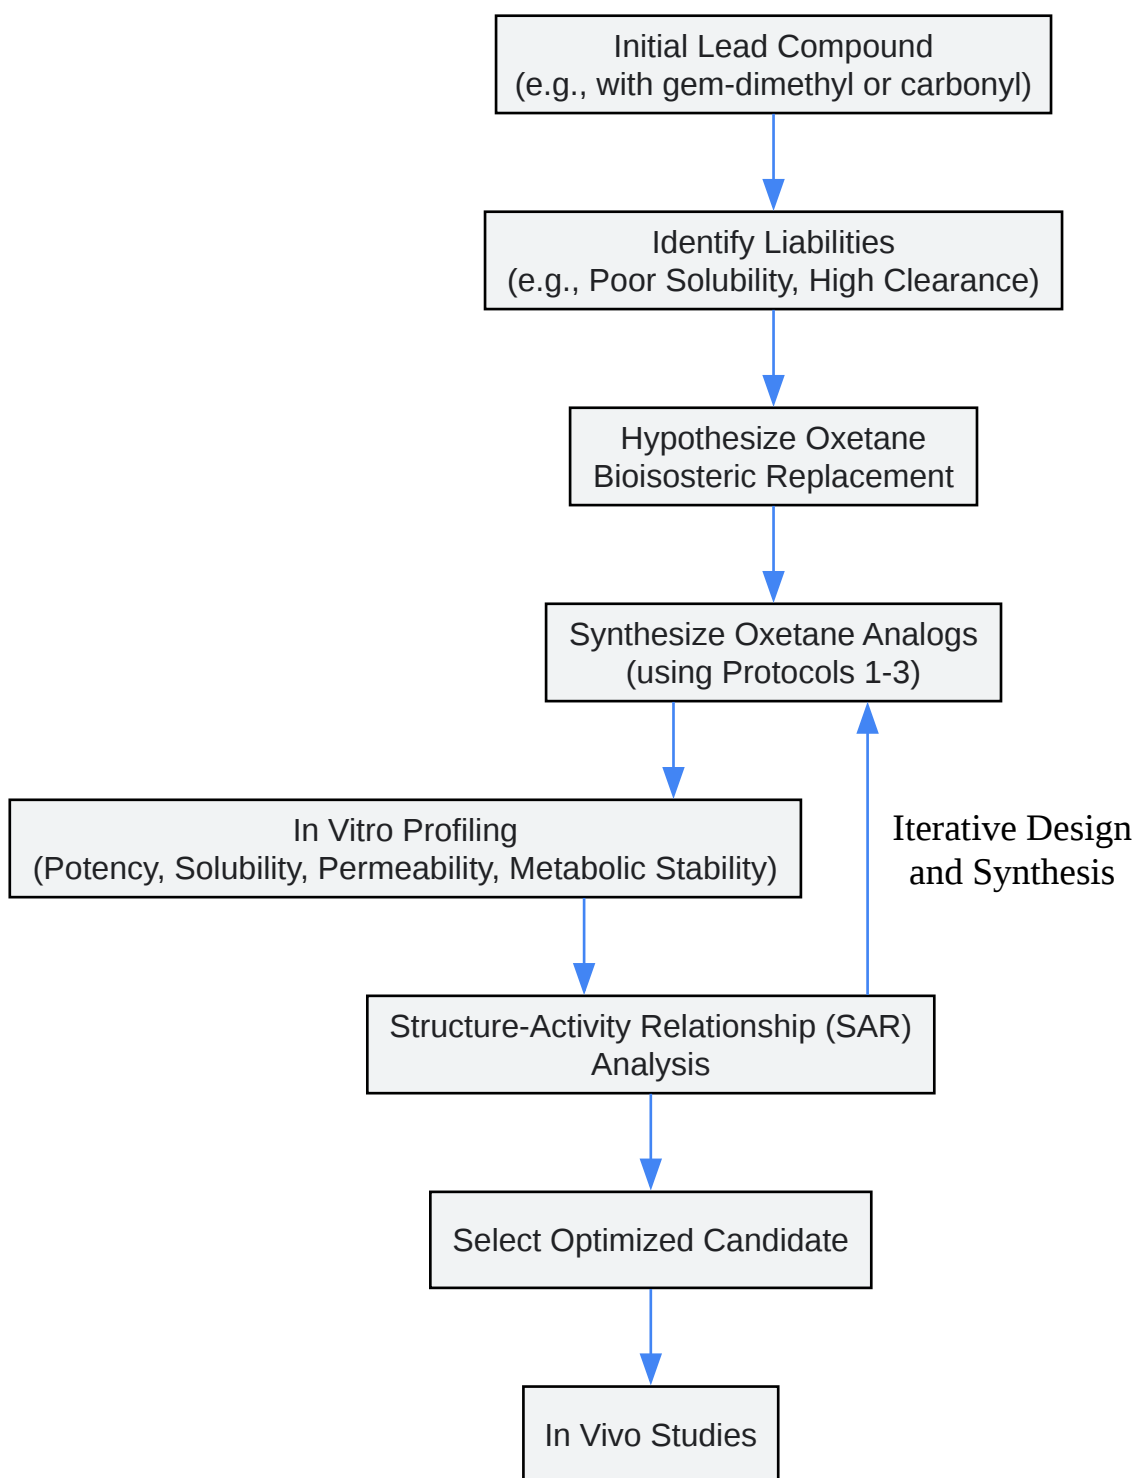 Initial Lead Compound
(e.g., with gem-dimethyl or carbonyl)
Identify Liabilities
(e.g., Poor Solubility, High Clearance)
Hypothesize Oxetane
Bioisosteric Replacement
Synthesize Oxetane Analogs
(using Protocols 1-3)
In Vitro Profiling
(Potency, Solubility, Permeability, Metabolic Stability)
Iterative Design
and Synthesis
Structure-Activity Relationship (SAR)
Analysis
Select Optimized Candidate
In Vivo Studies